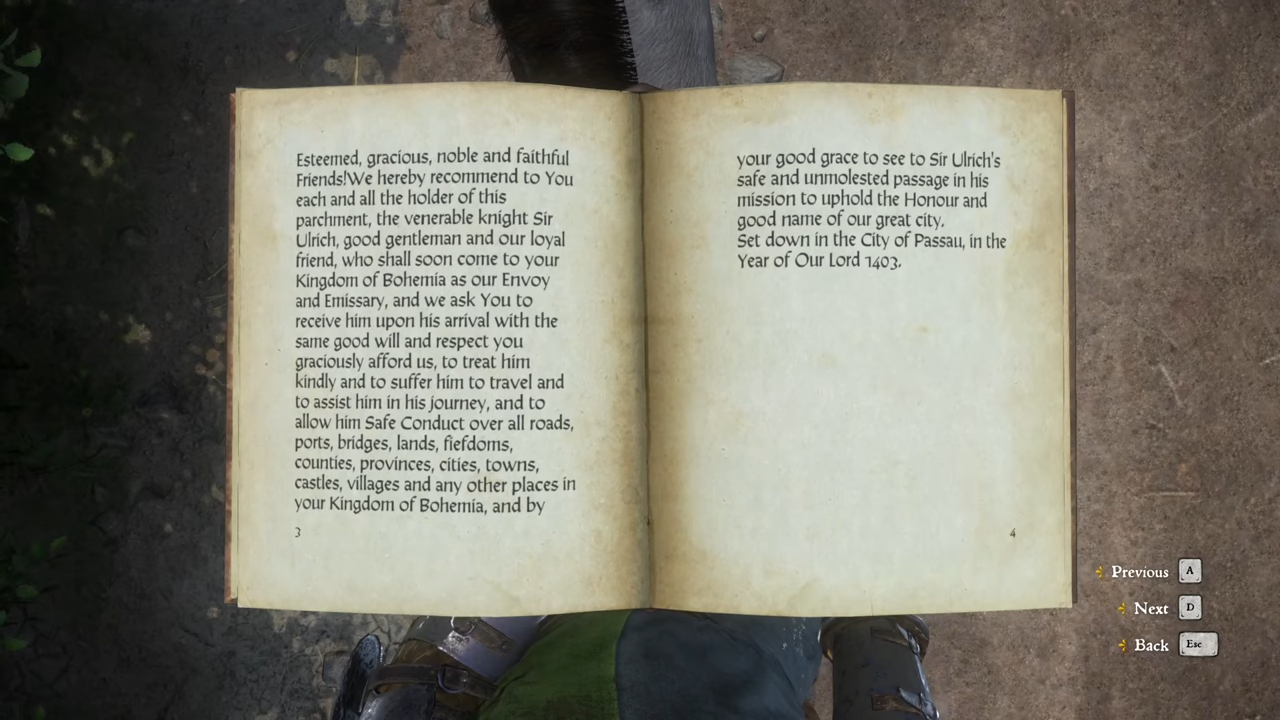 Esteemed, gracious, noble and faithful
Friends!We hereby recommend to You
each and all the holder of this
parchment, the venerable knight Sir
Ulrich, good gentleman and our loyal
friend, who shall soon come to your
Kingdom of Bohemia as our Envoy
and Emissary, and we ask You to
receive him upon his arrival with the
same good will and respect you
graciously afford us, to treat him
kindly and to suffer him to travel and
to assist him in his journey, and to
allow him Safe Conduct over all roads,
ports, bridges, lands, fiefdoms,
counties, provinces, cities, towns,
castles, villages and any other places in
your Kingdom of Bohemia, and by
3
your good grace to see to Sir Ulrich's
safe and unmolested passage in his
mission to uphold the Honour and
good name of our great city.
Set down in the City of Passau, in the
Year of Our Lord 1403.
4
Previous A
Next D
Back Esc